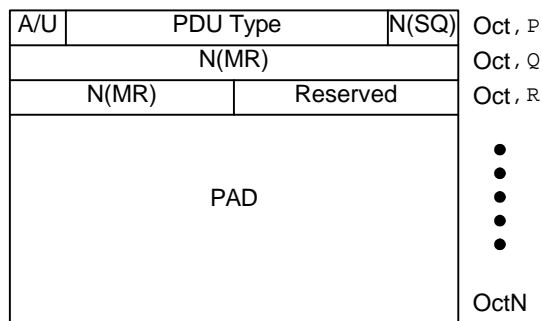 A/U PDU Type N(SQ) Oct, P
N(MR) Oct, Q
N(MR) Reserved Oct, R
PAD
OctN